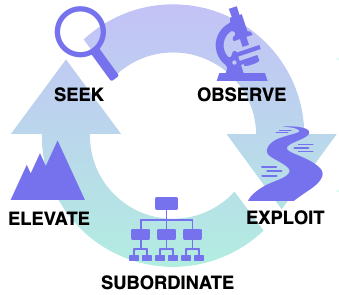 SEEK
OBSERVE
EXPLOIT
SUBORDINATE
ELEVATE